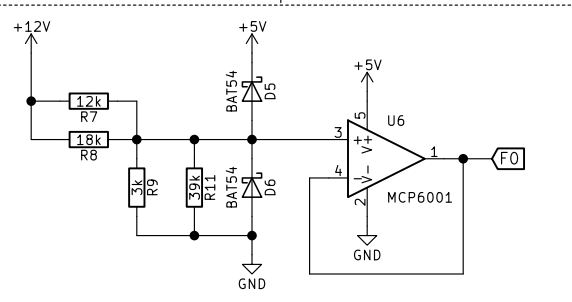 +12V
+5V
+5V
BAT54
D5
12k
R7
5
U6
18k
R8
3
+
V+
1
FO
3k
R9
39k
R11
BAT54
D6
4
−
V-
2
MCP6001
GND
GND